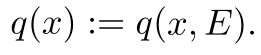 q(x) := q(x, E).